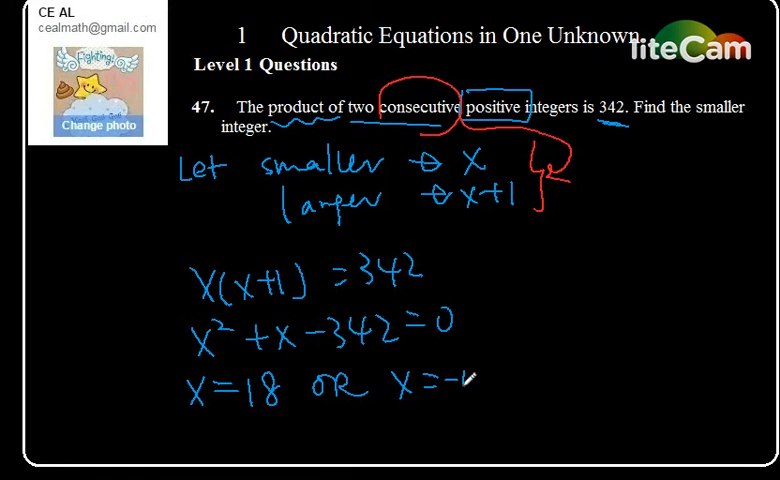 CE AL
cealmath@gmail.com
Fighting!
Change photo
1 Quadratic Equations in One Unknown
liteCam
Level 1 Questions
47. The product of two consecutive positive integers is 342. Find the smaller
integer.
Let smaller → x
larger → x+1
x(x+1) = 342
x² + x - 342 = 0
x = 18 OR x = -1